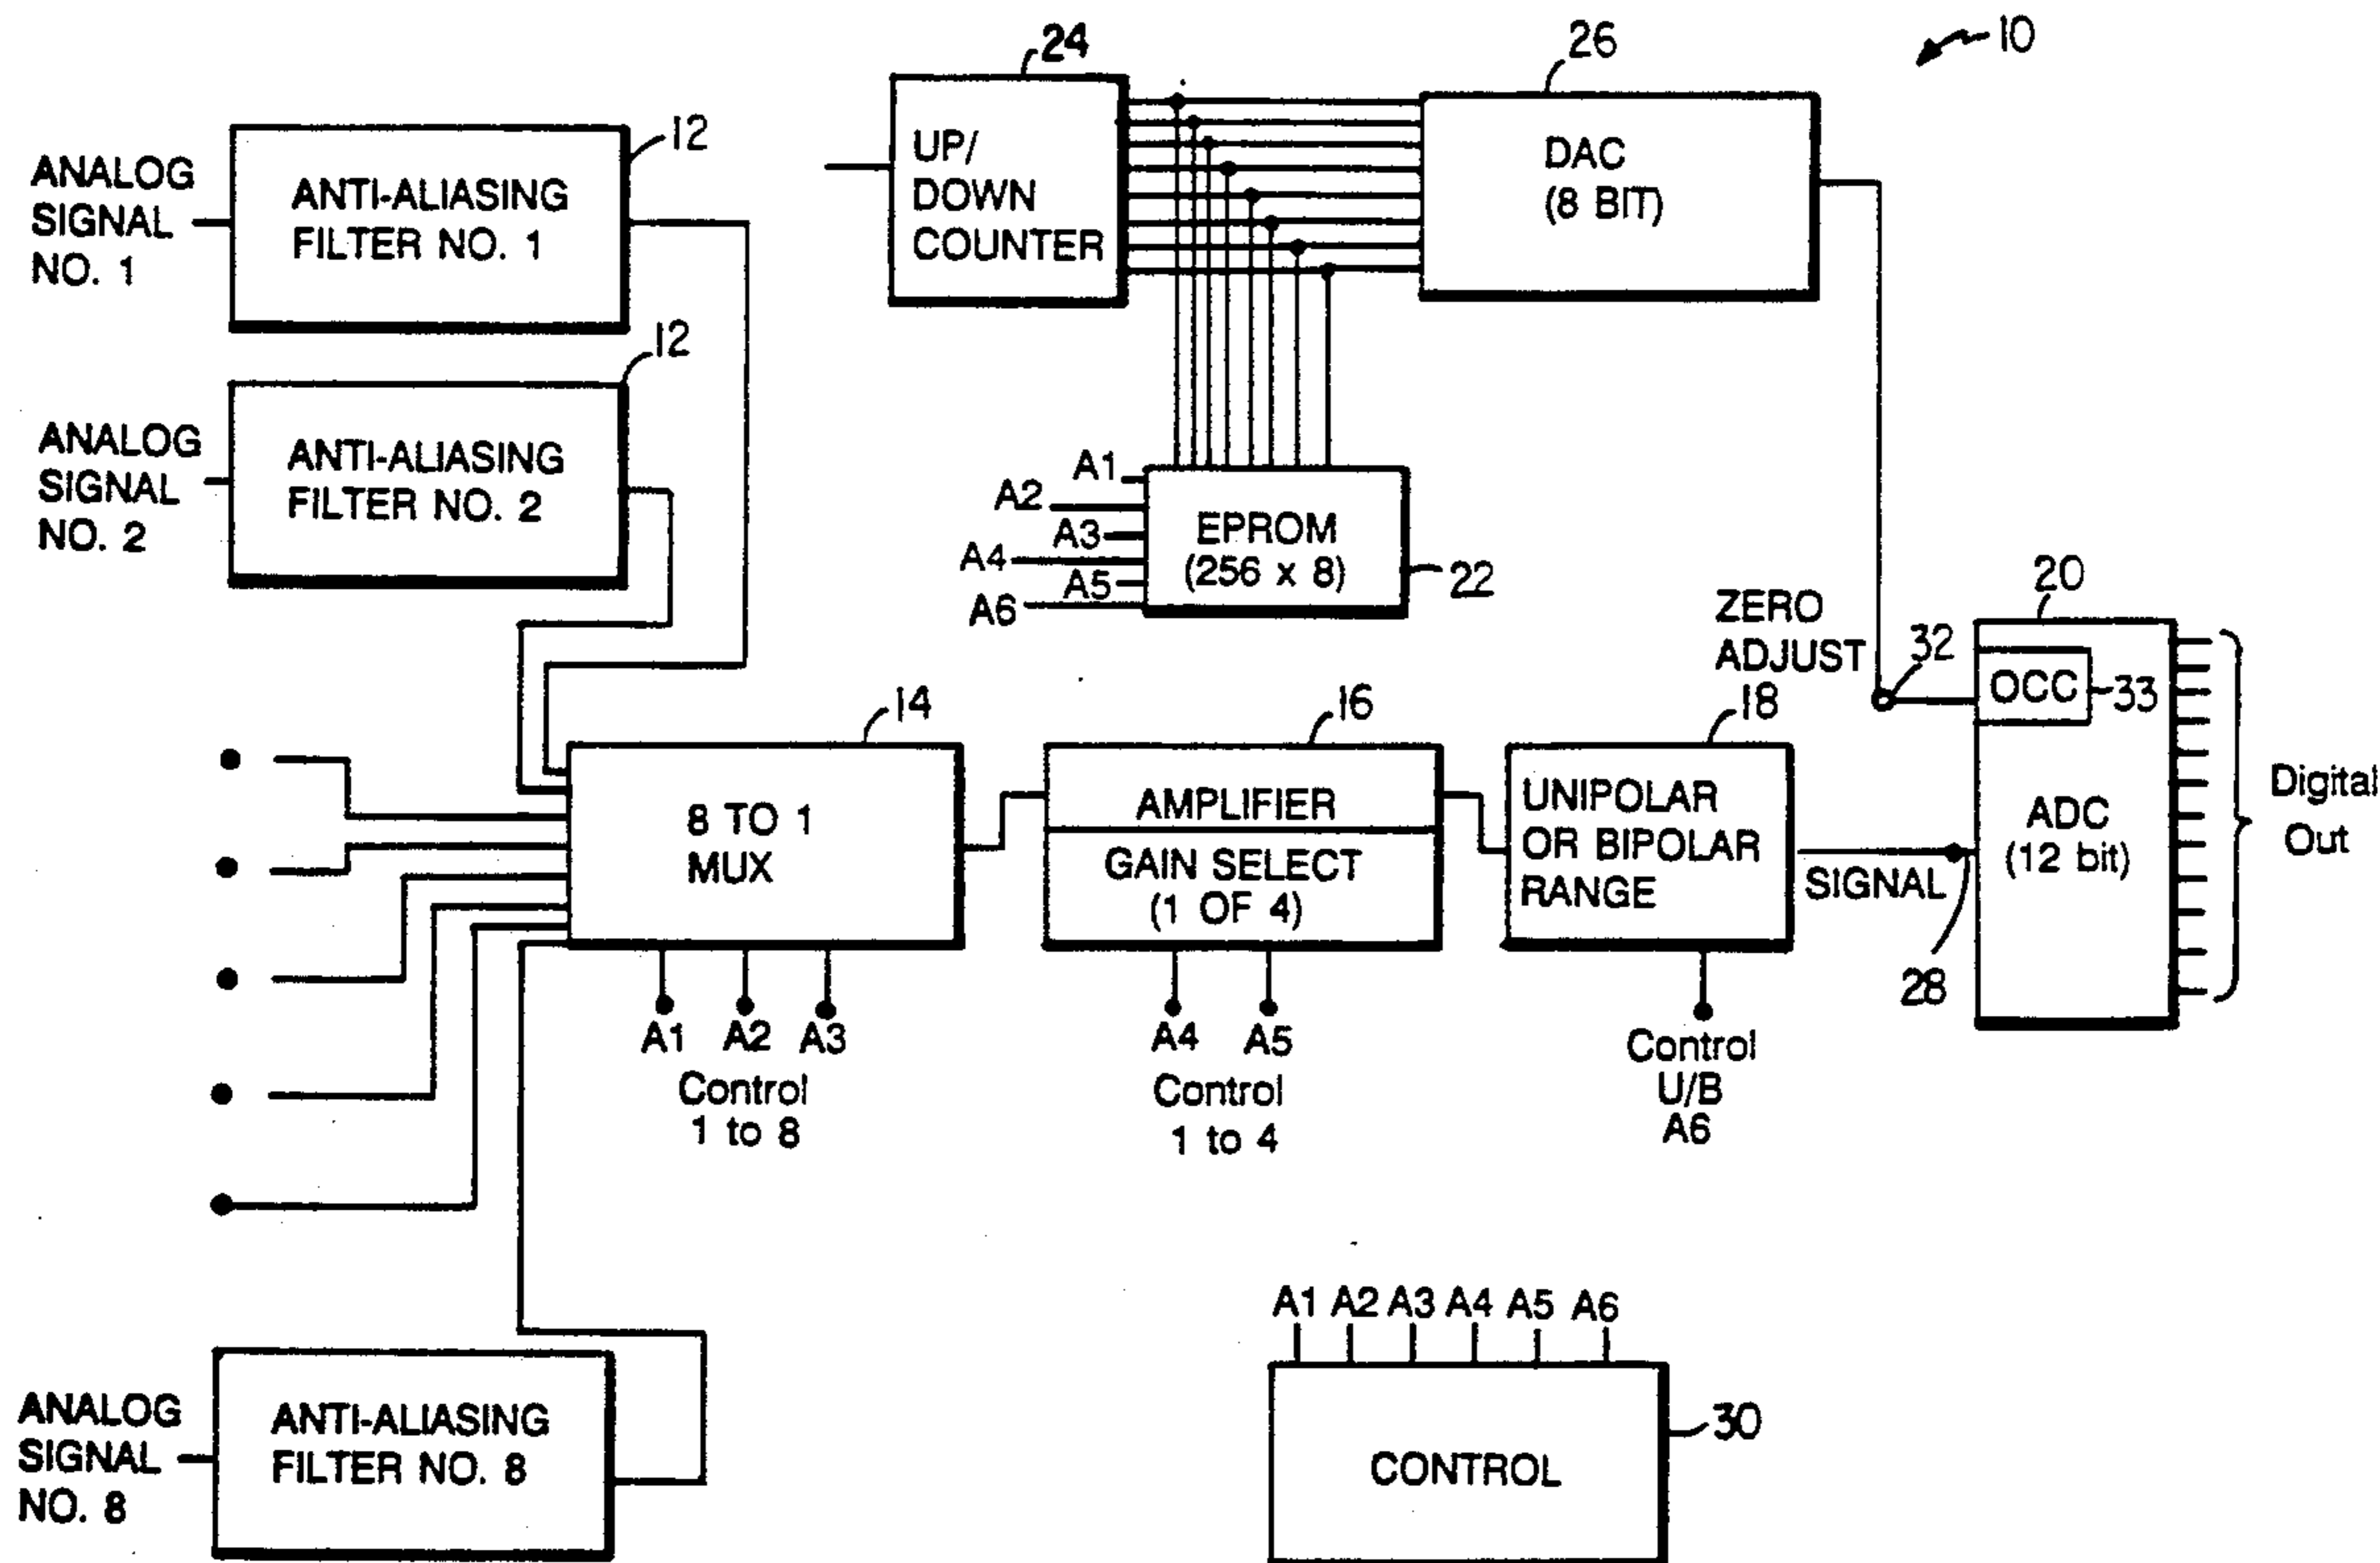 10
24
26
12
ANALOG
SIGNAL
NO. 1
ANTI-ALIASING
FILTER NO. 1
UP/
DOWN
COUNTER
DAC
(8 BIT)
12
ANALOG
SIGNAL
NO. 2
ANTI-ALIASING
FILTER NO. 2
A1
A2
A3
A4
A5
A6
EPROM
(256 x 8)
22
ZERO
ADJUST
32
20
OCC
33
ADC
(12 bit)
Digital
Out
14
8 TO 1
MUX
A1 A2 A3
Control
1 to 8
16
AMPLIFIER
GAIN SELECT
(1 OF 4)
A4 A5
Control
1 to 4
18
UNIPOLAR
OR BIPOLAR
RANGE
SIGNAL
28
Control
U/B
A6
ANALOG
SIGNAL
NO. 8
ANTI-ALIASING
FILTER NO. 8
A1 A2 A3 A4 A5 A6
CONTROL
30